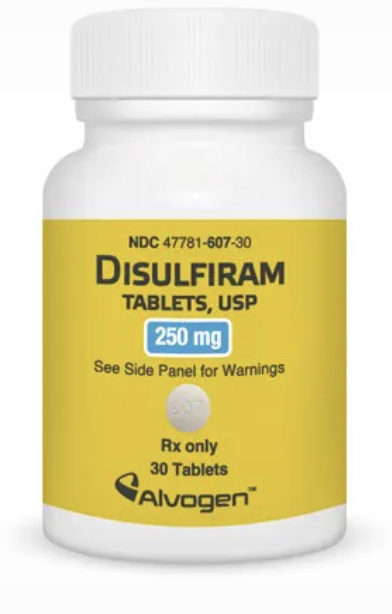 NDC 47781-607-30
DISULFIRAM
TABLETS, USP
250 mg
See Side Panel for Warnings
607
Rx only
30 Tablets
Alvogen™